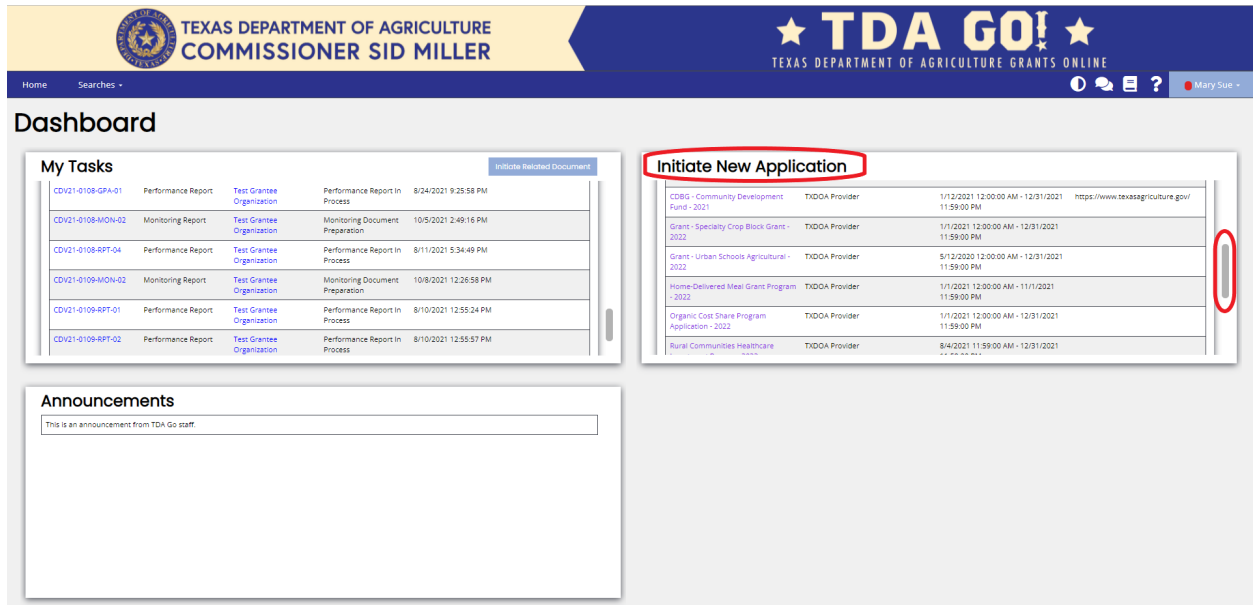 TEXAS DEPARTMENT OF AGRICULTURE
COMMISSIONER SID MILLER
TDA GO!
TEXAS DEPARTMENT OF AGRICULTURE GRANTS ONLINE
Home Searches
? Mary Sue
Dashboard
My Tasks
Initiate Related Document
CDV21-0108-GPA-01 Performance Report Test Grantee Performance Report In 8/24/2021 9:25:58 PM
Organization Process
CDV21-0108-MON-02 Monitoring Report Test Grantee Monitoring Document 10/5/2021 2:49:16 PM
Organization Preparation
CDV21-0108-RPT-04 Performance Report Test Grantee Performance Report In 8/11/2021 5:34:49 PM
Organization Process
CDV21-0109-MON-02 Monitoring Report Test Grantee Monitoring Document 10/8/2021 12:26:58 PM
Organization Preparation
CDV21-0109-RPT-01 Performance Report Test Grantee Performance Report In 8/10/2021 12:55:24 PM
Organization Process
CDV21-0109-RPT-02 Performance Report Test Grantee Performance Report In 8/10/2021 12:55:57 PM
Organization Process
Initiate New Application
CDBG - Community Development TXDOA Provider 1/12/2021 12:00:00 AM - 12/31/2021 https://www.texasagriculture.gov/
Fund - 2021 11:59:00 PM
Grant - Specialty Crop Block Grant - TXDOA Provider 1/1/2021 12:00:00 AM - 12/31/2021
2022 11:59:00 PM
Grant - Urban Schools Agricultural - TXDOA Provider 5/12/2020 12:00:00 AM - 12/31/2021
2022 11:59:00 PM
Home-Delivered Meal Grant Program TXDOA Provider 1/1/2021 12:00:00 AM - 11/1/2021
- 2022 11:59:00 PM
Organic Cost Share Program TXDOA Provider 1/1/2021 12:00:00 AM - 12/31/2021
Application - 2022 11:59:00 PM
Rural Communities Healthcare TXDOA Provider 8/4/2021 11:59:00 AM - 12/31/2021
Announcements
This is an announcement from TDA Go staff.